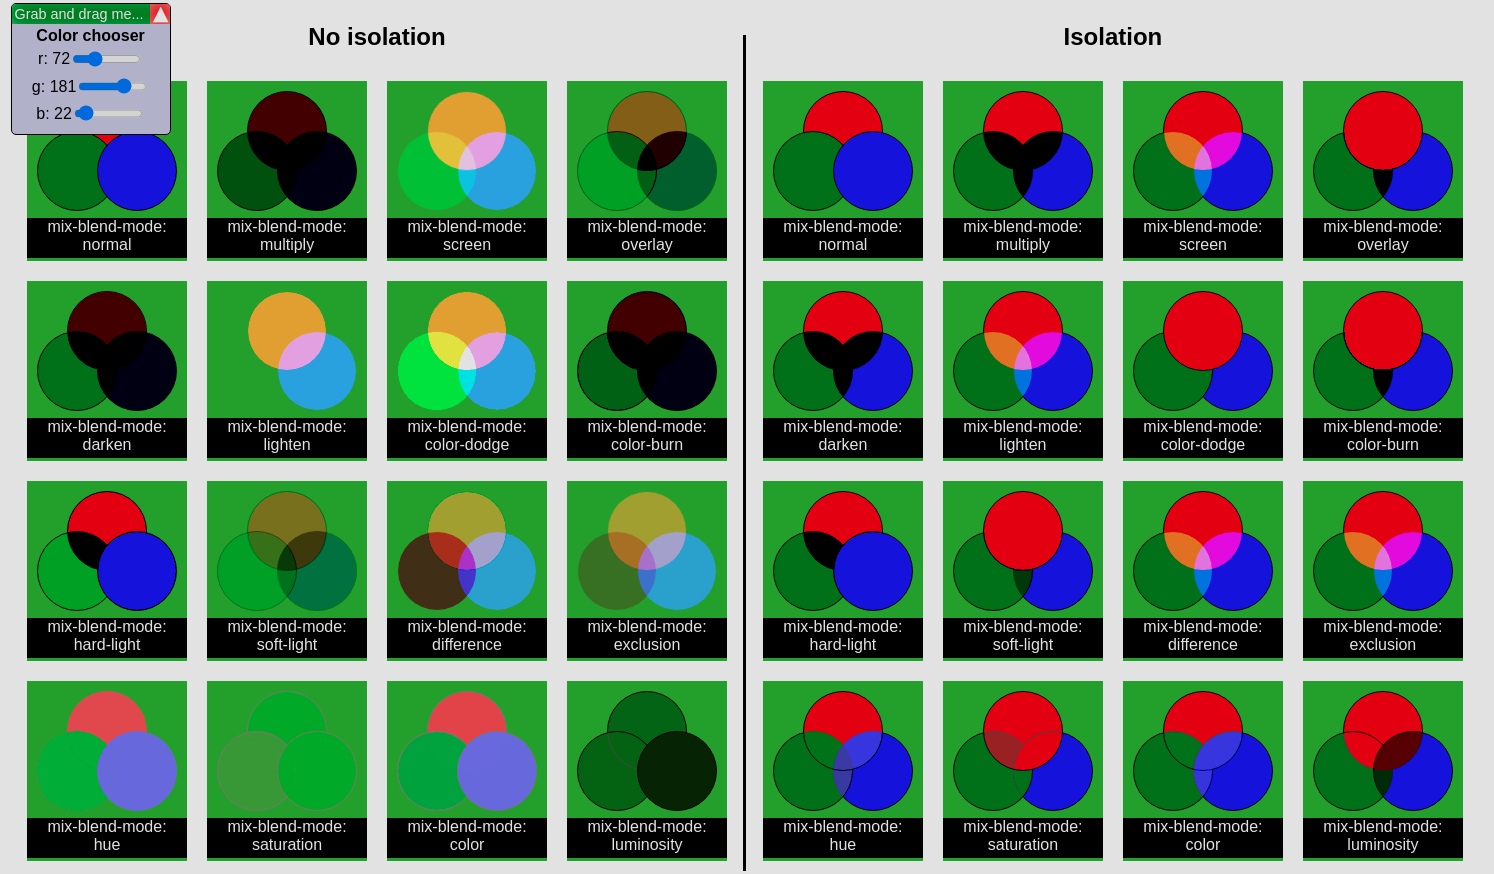 Grab and drag me...
Color chooser
r: 72
g: 181
b: 22
No isolation
Isolation
mix-blend-mode:
normal
mix-blend-mode:
multiply
mix-blend-mode:
screen
mix-blend-mode:
overlay
mix-blend-mode:
normal
mix-blend-mode:
multiply
mix-blend-mode:
screen
mix-blend-mode:
overlay
mix-blend-mode:
darken
mix-blend-mode:
lighten
mix-blend-mode:
color-dodge
mix-blend-mode:
color-burn
mix-blend-mode:
darken
mix-blend-mode:
lighten
mix-blend-mode:
color-dodge
mix-blend-mode:
color-burn
mix-blend-mode:
hard-light
mix-blend-mode:
soft-light
mix-blend-mode:
difference
mix-blend-mode:
exclusion
mix-blend-mode:
hard-light
mix-blend-mode:
soft-light
mix-blend-mode:
difference
mix-blend-mode:
exclusion
mix-blend-mode:
hue
mix-blend-mode:
saturation
mix-blend-mode:
color
mix-blend-mode:
luminosity
mix-blend-mode:
hue
mix-blend-mode:
saturation
mix-blend-mode:
color
mix-blend-mode:
luminosity